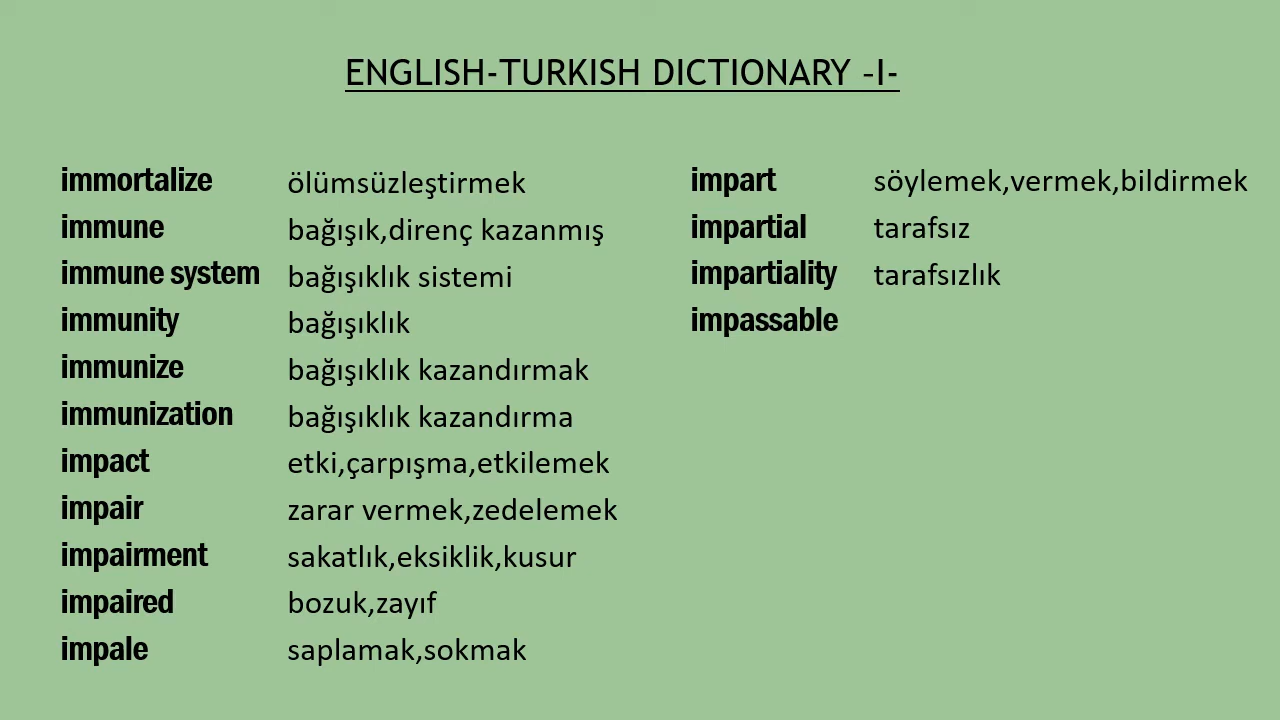 ENGLISH-TURKISH DICTIONARY –I-
immortalize ölümsüzleştirmek
immune bağışık,direnç kazanmış
immune system bağışıklık sistemi
immunity bağışıklık
immunize bağışıklık kazandırmak
immunization bağışıklık kazandırma
impact etki,çarpışma,etkilemek
impair zarar vermek,zedelemek
impairment sakatlık,eksiklik,kusur
impaired bozuk,zayıf
impale saplamak,sokmak
impart söylemek,vermek,bildirmek
impartial tarafsız
impartiality tarafsızlık
impassable